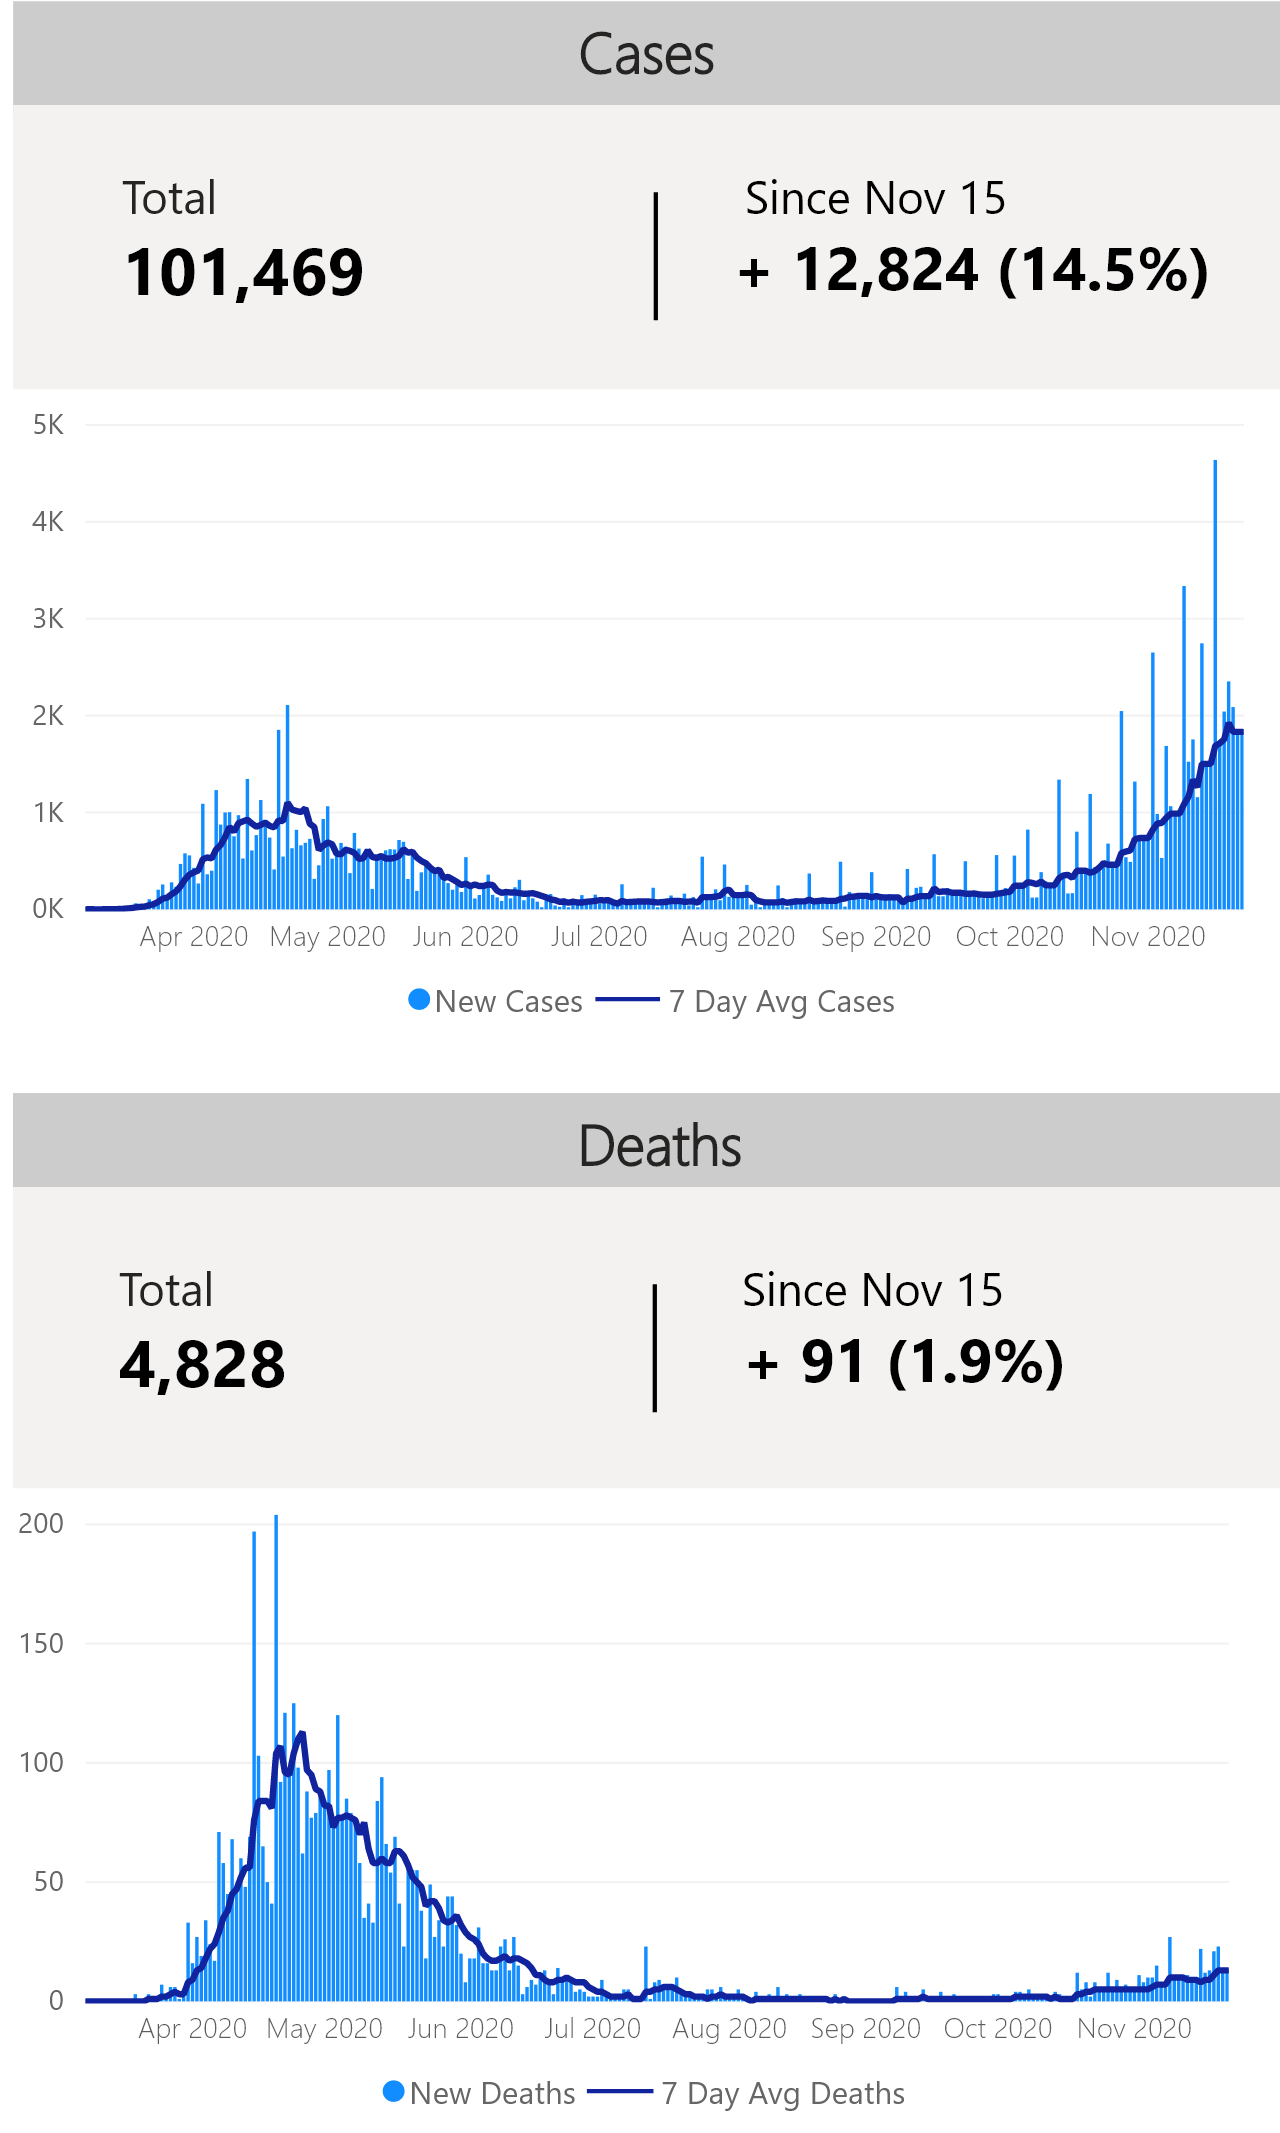 Cases
Total
Since Nov 15
101,469
+ 12,824 (14.5%)
5K
4K
3K
2K
1K
0K
Apr 2020 May 2020 Jun 2020 Jul 2020 Aug 2020 Sep 2020 Oct 2020 Nov 2020
New Cases 7 Day Avg Cases
Deaths
Total
Since Nov 15
4,828
+ 91 (1.9%)
200
150
100
50
0
Apr 2020 May 2020 Jun 2020 Jul 2020 Aug 2020 Sep 2020 Oct 2020 Nov 2020
New Deaths 7 Day Avg Deaths